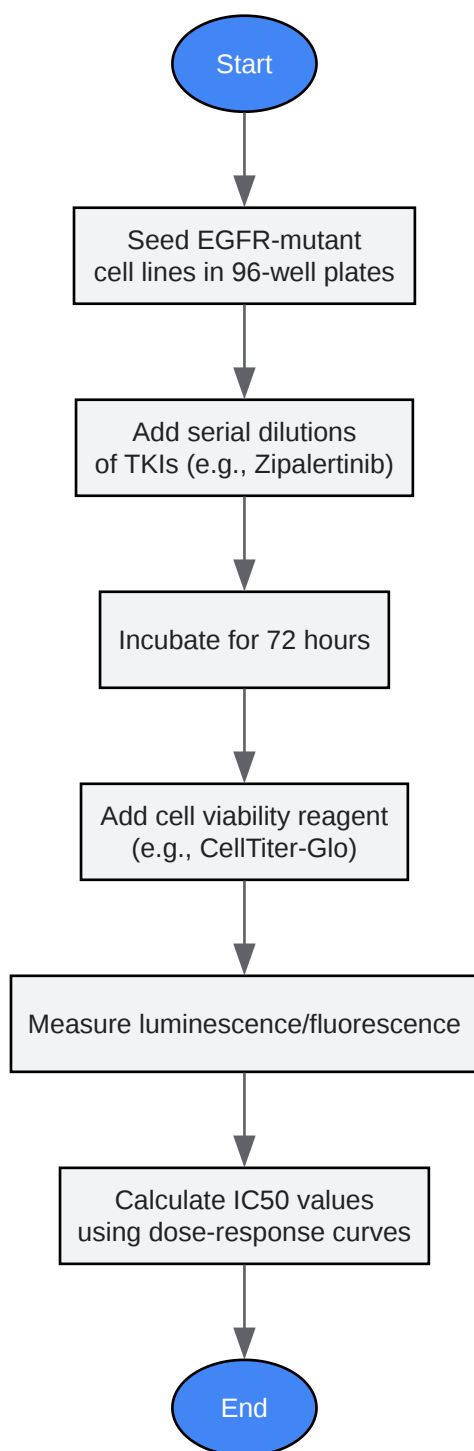 Start
Seed EGFR-mutant
cell lines in 96-well plates
Add serial dilutions
of TKIs (e.g., Zipalertinib)
Incubate for 72 hours
Add cell viability reagent
(e.g., CellTiter-Glo)
Measure luminescence/fluorescence
Calculate IC50 values
using dose-response curves
End